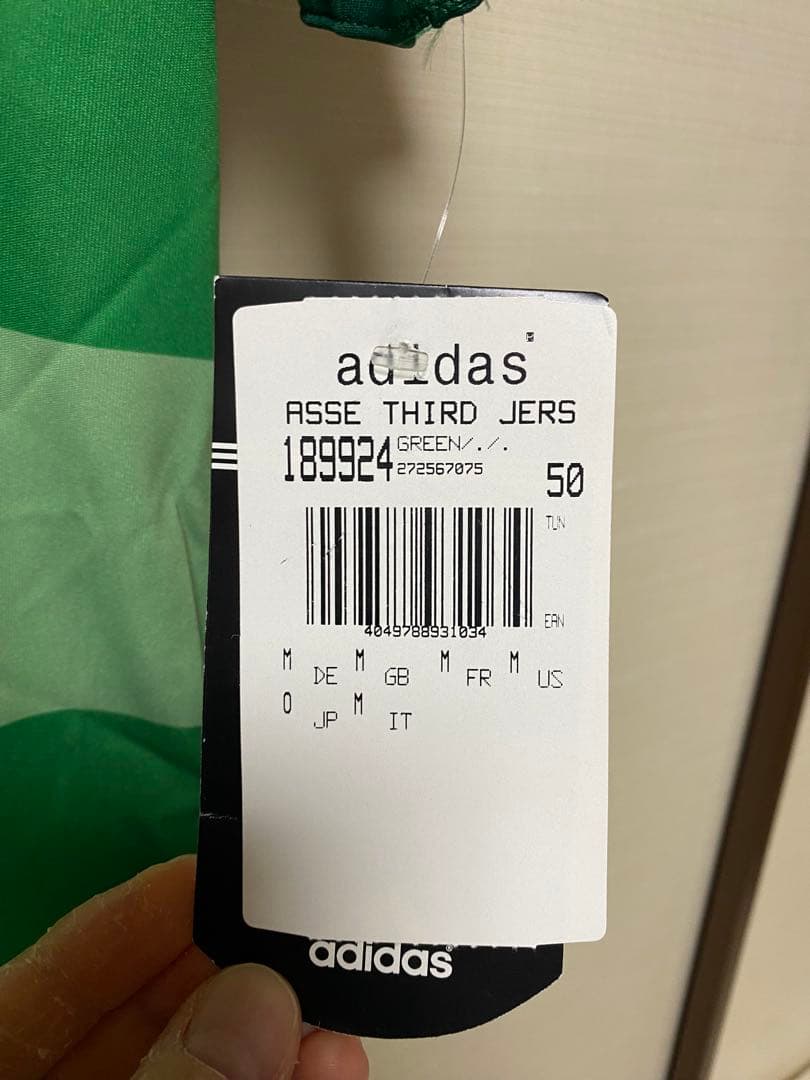 adidas
ASSE THIRD JERS
189924 GREEN/./.
272567075
50
TUN
EAN
4049788931034
M DE M GB M FR M US
O JP M IT
adidas